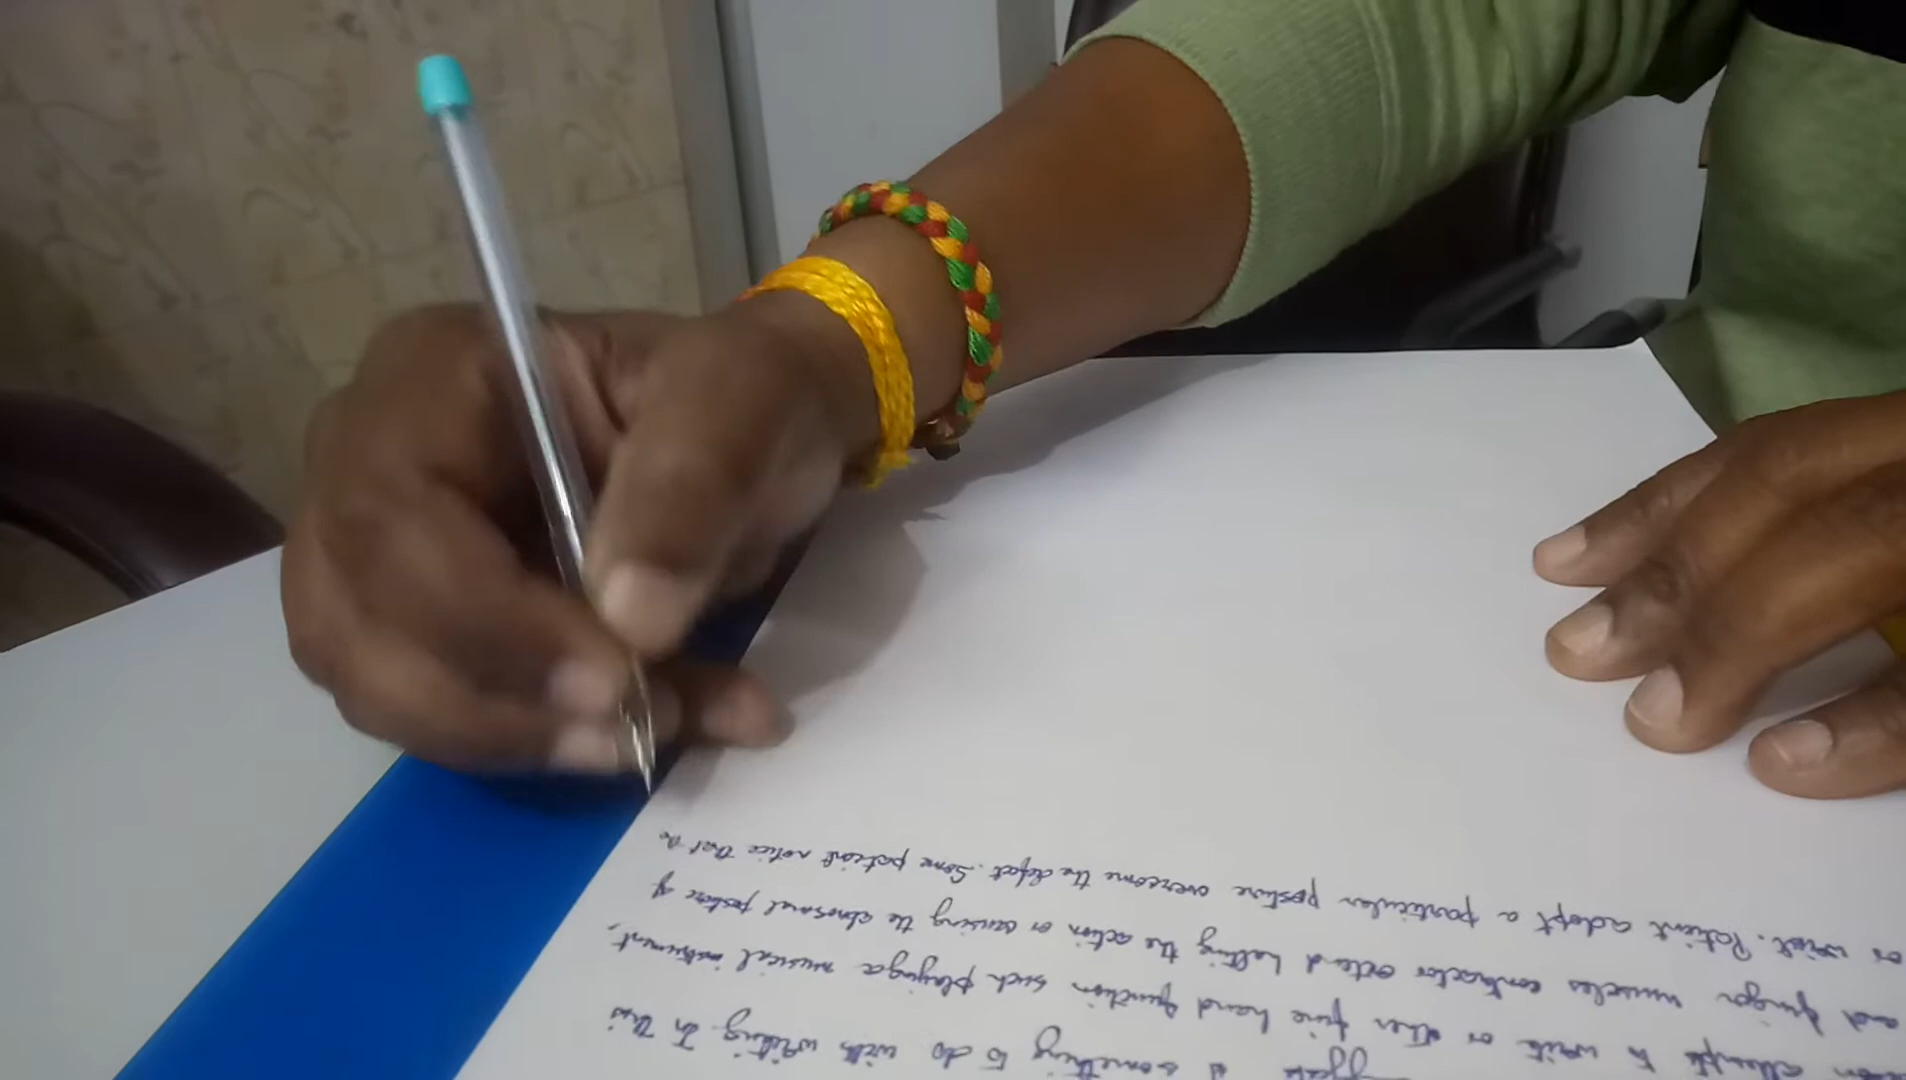 is something to do with writing. In this
attempts to write or other fine hand function such playing a musical instrument,
and finger muscles contractor extend halting the action or causing the abnormal posture of
or wrist. Patient adopt a particular posture overcome the defect. Some patient notice that the